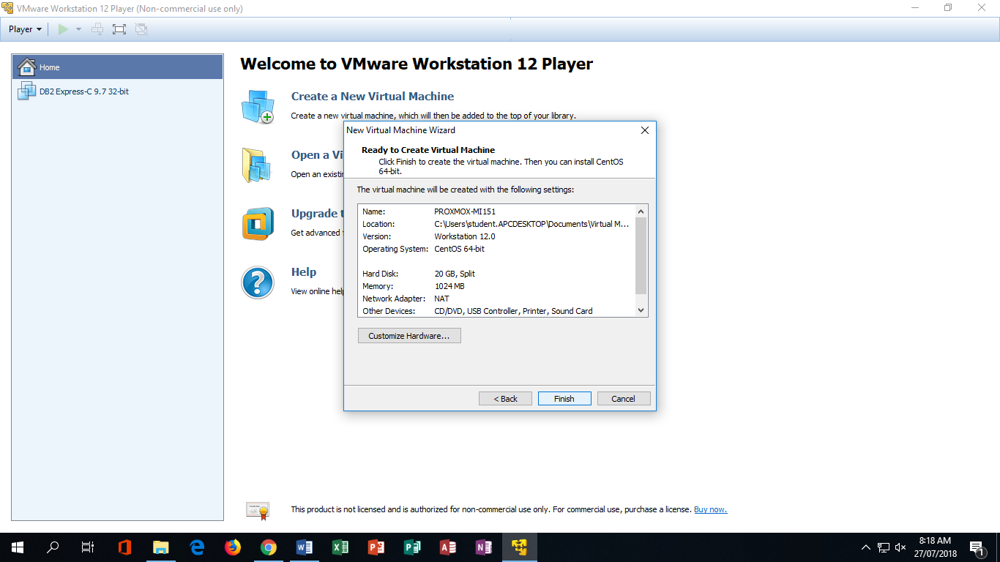 VMware Workstation 12 Player (Non-commercial use only)
Player
Home
DB2 Express-C 9.7 32-bit
Welcome to VMware Workstation 12 Player
Create a New Virtual Machine
Create a new virtual machine, which will then be added to the top of your library.
Open a Vi
Open an existin
Upgrade t
Get advanced
Help
View online help
New Virtual Machine Wizard
Ready to Create Virtual Machine
Click Finish to create the virtual machine. Then you can install CentOS
64-bit.
The virtual machine will be created with the following settings:
Name: PROXMOX-MI151
Location: C:\Users\student.APCDESKTOP\Documents\Virtual M...
Version: Workstation 12.0
Operating System: CentOS 64-bit
Hard Disk: 20 GB, Split
Memory: 1024 MB
Network Adapter: NAT
Other Devices: CD/DVD, USB Controller, Printer, Sound Card
Customize Hardware...
< Back Finish Cancel
This product is not licensed and is authorized for non-commercial use only. For commercial use, purchase a license. Buy now.
8:18 AM
27/07/2018
1